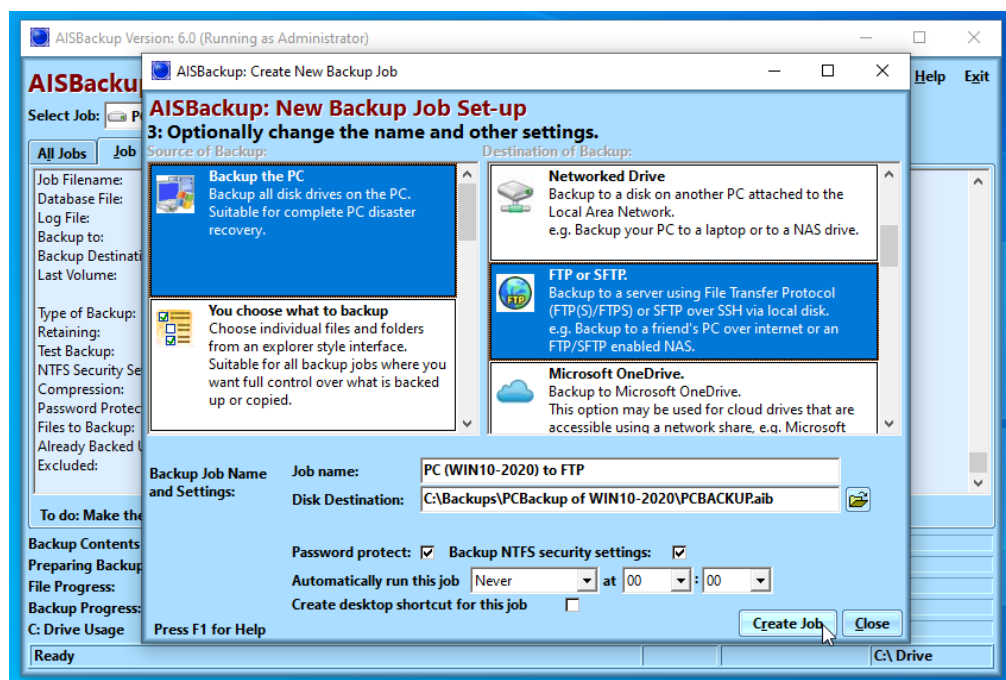 AISBackup Version: 6.0 (Running as Administrator)
AISBackup: Create New Backup Job
AISBacku
Help Exit
Select Job:
AISBackup: New Backup Job Set-up
3: Optionally change the name and other settings.
All Jobs Job
Source of Backup: Destination of Backup:
Job Filename:
Database File:
Log File:
Backup to:
Backup Destinati
Last Volume:
Type of Backup:
Retaining:
Test Backup:
NTFS Security Se
Compression:
Password Protec
Files to Backup:
Already Backed U
Excluded:
To do: Make the
Backup the PC
Backup all disk drives on the PC.
Suitable for complete PC disaster
recovery.
You choose what to backup
Choose individual files and folders
from an explorer style interface.
Suitable for all backup jobs where you
want full control over what is backed
up or copied.
Networked Drive
Backup to a disk on another PC attached to the
Local Area Network.
e.g. Backup your PC to a laptop or to a NAS drive.
FTP or SFTP.
Backup to a server using File Transfer Protocol
(FTP(S)/FTPS) or SFTP over SSH via local disk.
e.g. Backup to a friend's PC over internet or an
FTP/SFTP enabled NAS.
FTP
Microsoft OneDrive.
Backup to Microsoft OneDrive.
This option may be used for cloud drives that are
accessible using a network share, e.g. Microsoft
Backup Job Name
and Settings:
Job name: PC (WIN10-2020) to FTP
Disk Destination: C:\Backups\PCBackup of WIN10-2020\PCBACKUP.aib
Password protect: Backup NTFS security settings:
Automatically run this job Never at 00 : 00
Create desktop shortcut for this job
Press F1 for Help
Create Job Close
Backup Contents
Preparing Backup
File Progress:
Backup Progress:
C: Drive Usage
Ready C:\ Drive